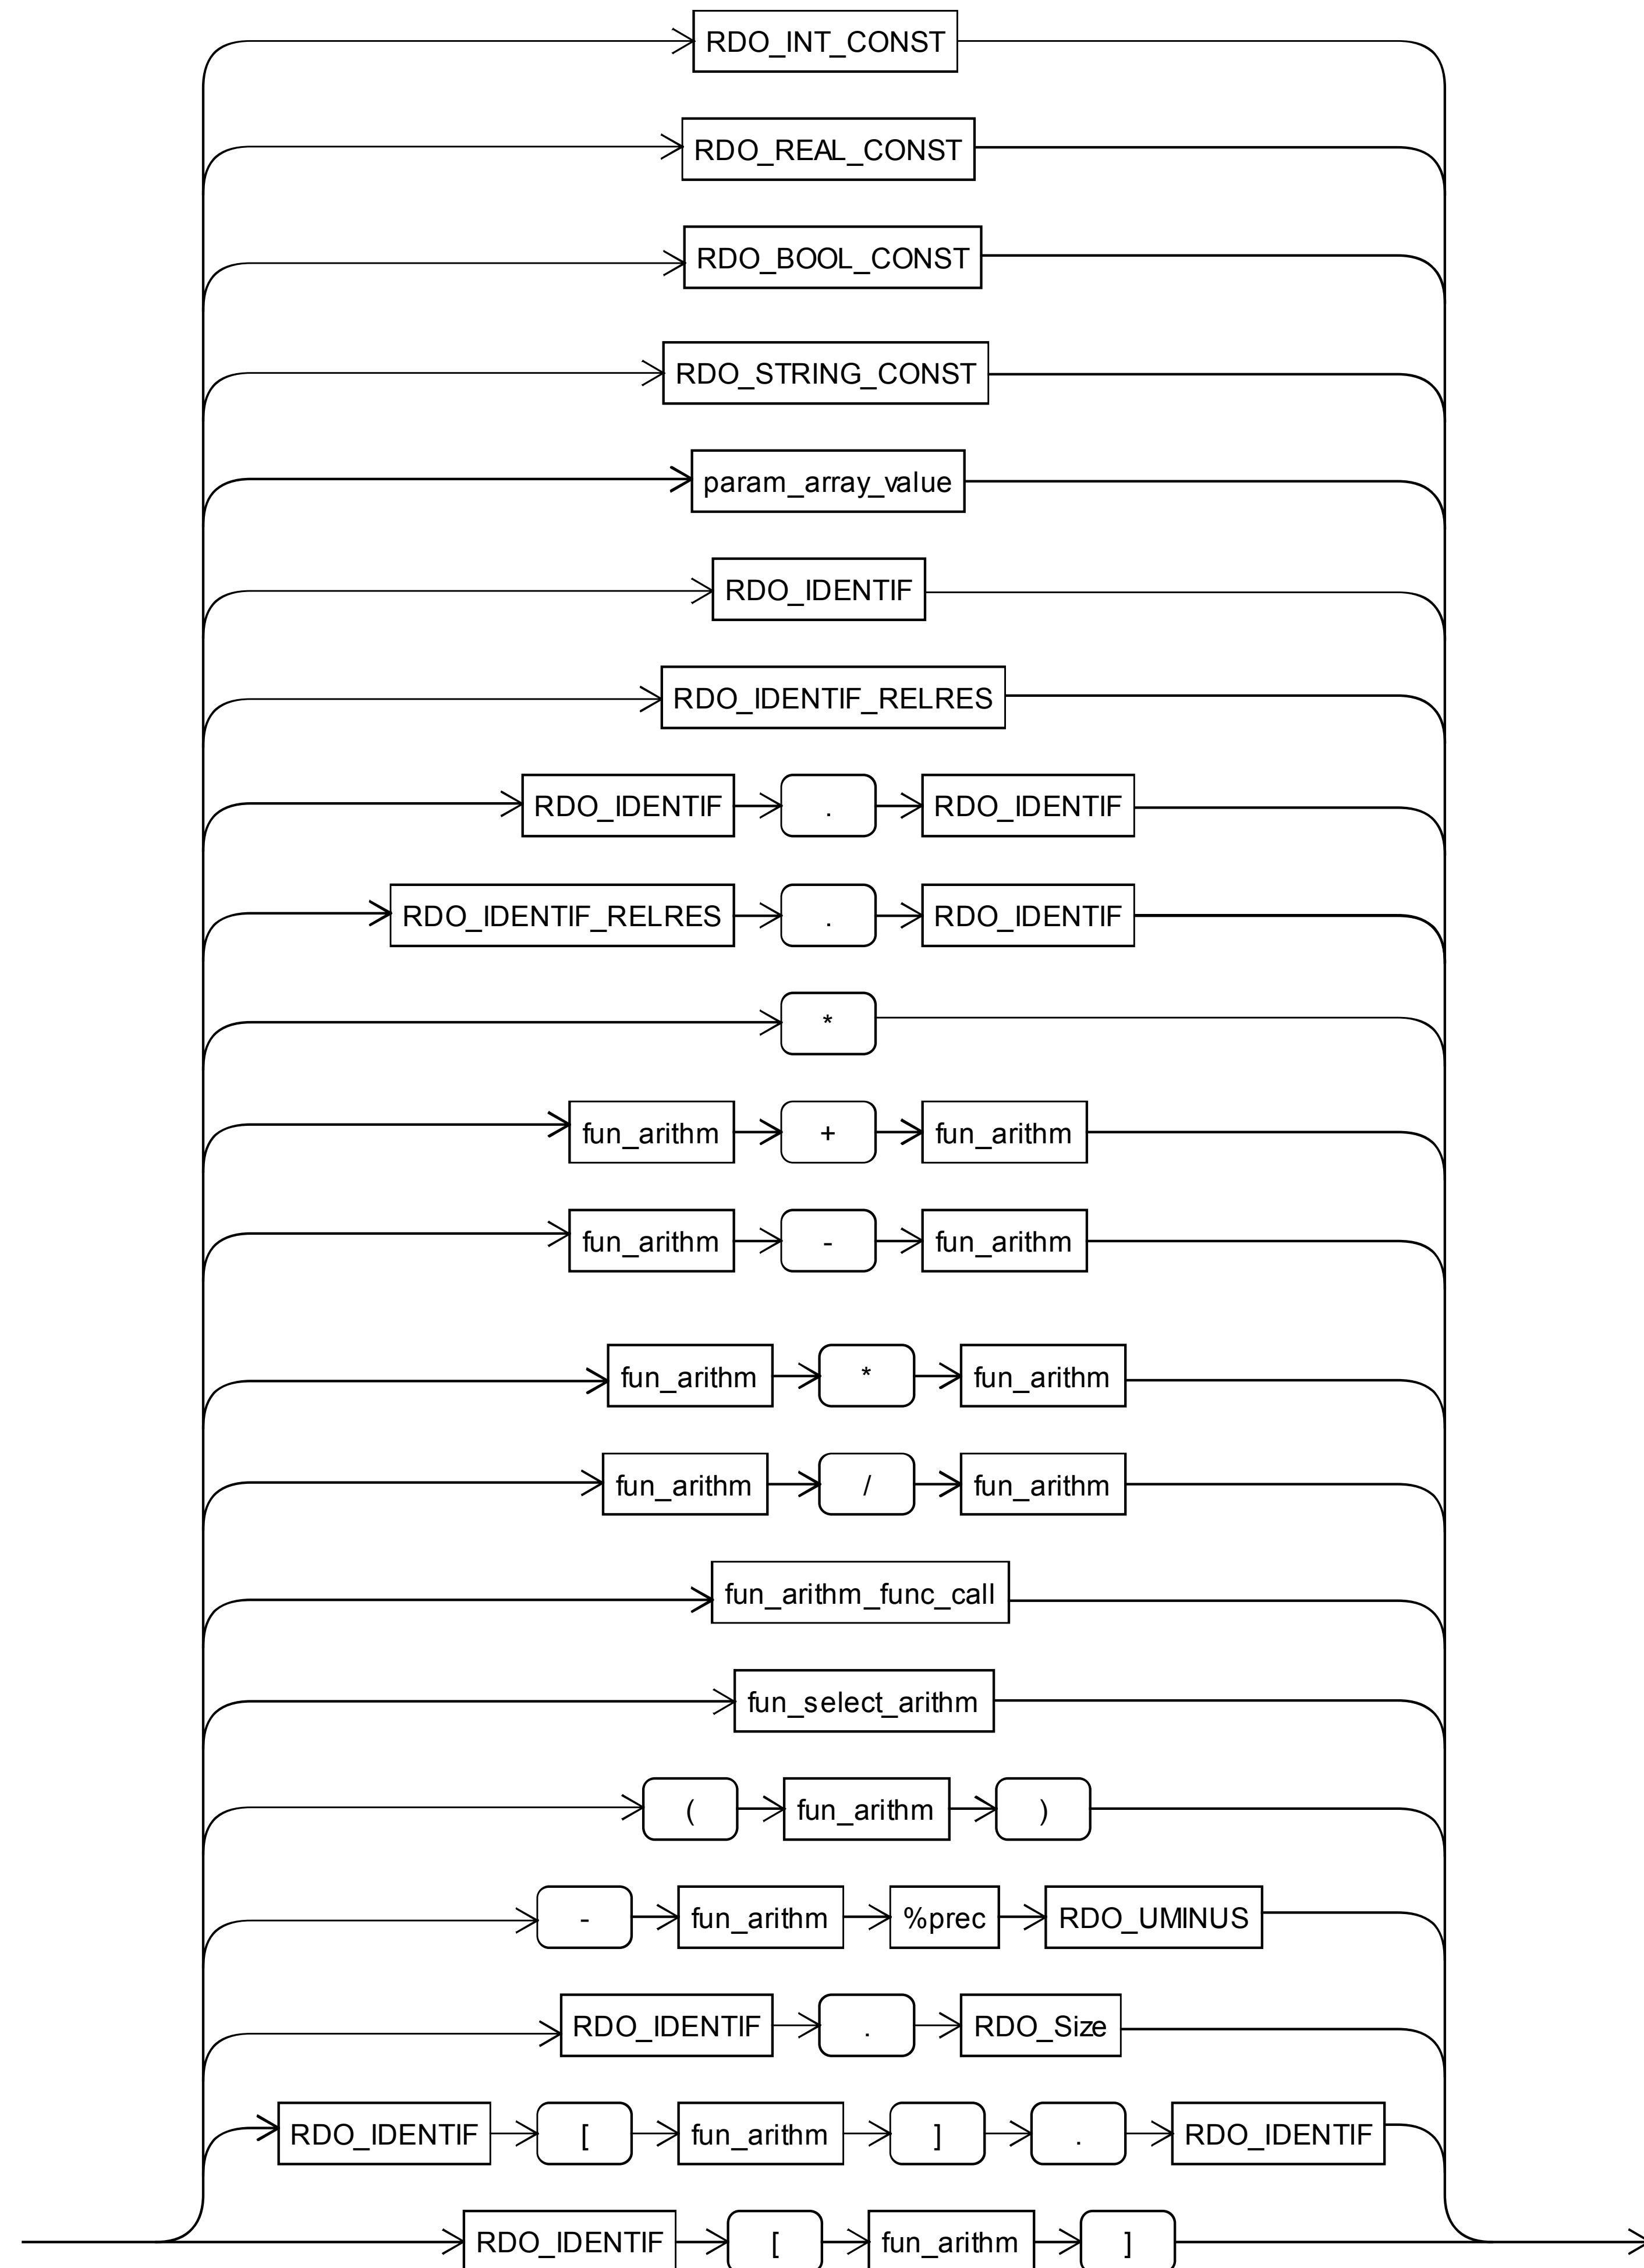 RDO_INT_CONST
RDO_REAL_CONST
RDO_BOOL_CONST
RDO_STRING_CONST
param_array_value
RDO_IDENTIF
RDO_IDENTIF_RELRES
RDO_IDENTIF . RDO_IDENTIF
RDO_IDENTIF_RELRES . RDO_IDENTIF
*
fun_arithm + fun_arithm
fun_arithm - fun_arithm
fun_arithm * fun_arithm
fun_arithm / fun_arithm
fun_arithm_func_call
fun_select_arithm
( fun_arithm )
- fun_arithm %prec RDO_UMINUS
RDO_IDENTIF . RDO_Size
RDO_IDENTIF [ fun_arithm ] . RDO_IDENTIF
RDO_IDENTIF [ fun_arithm ]